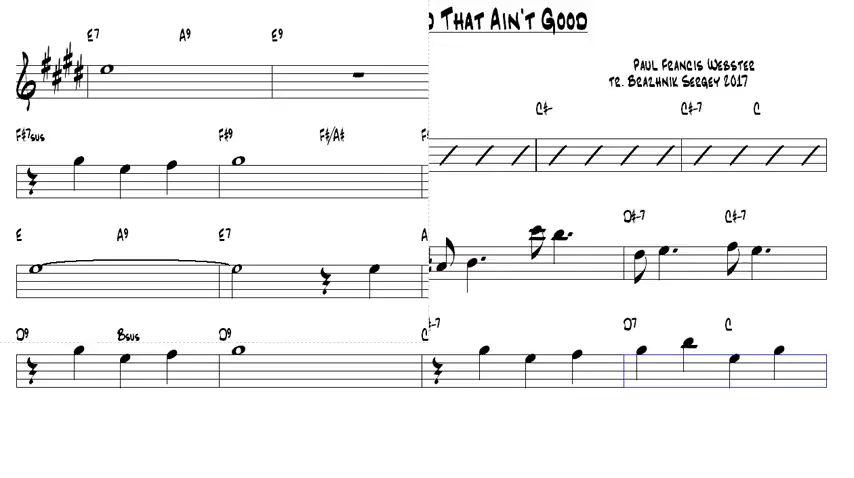 D THAT AIN'T GOOD
E7 A9 E9
PAUL FRANCIS WEBSTER
TR. BRAZHNIK SERGEY 2017
C#- C#-7 C
F#7SUS F#9 F#/A#
D#-7 C#-7
E A9 E7 A
D9 BSUS D9 C
#-7 D7 C